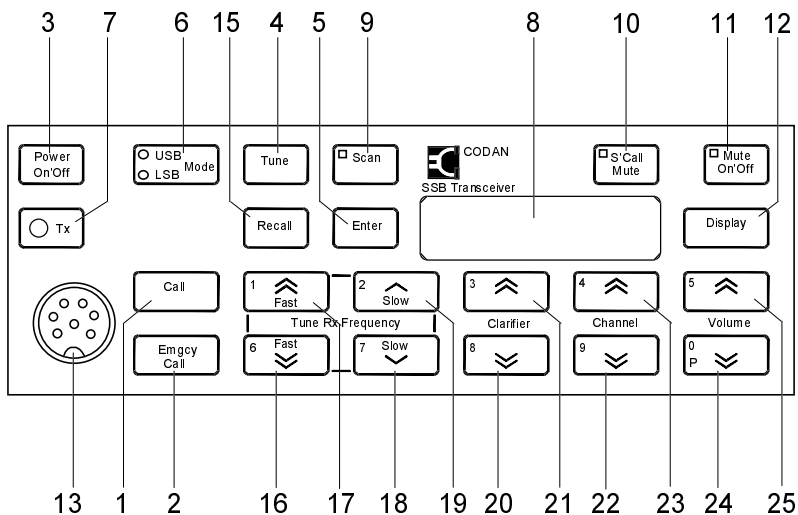 3 7 6 15 4 5 9 8 10 11 12
Power
On'Off
USB
LSB
Mode
Tune
Scan
CODAN
SSB Transceiver
S'Call
Mute
Mute
On'Off
Tx
Recall
Enter
Display
Call
1
Fast
2
Slow
3
4
5
Tune Rx Frequency
Clarifier
Channel
Volume
Emgcy
Call
6
Fast
7
Slow
8
9
0
P
13 1 2 16 17 18 19 20 21 22 23 24 25